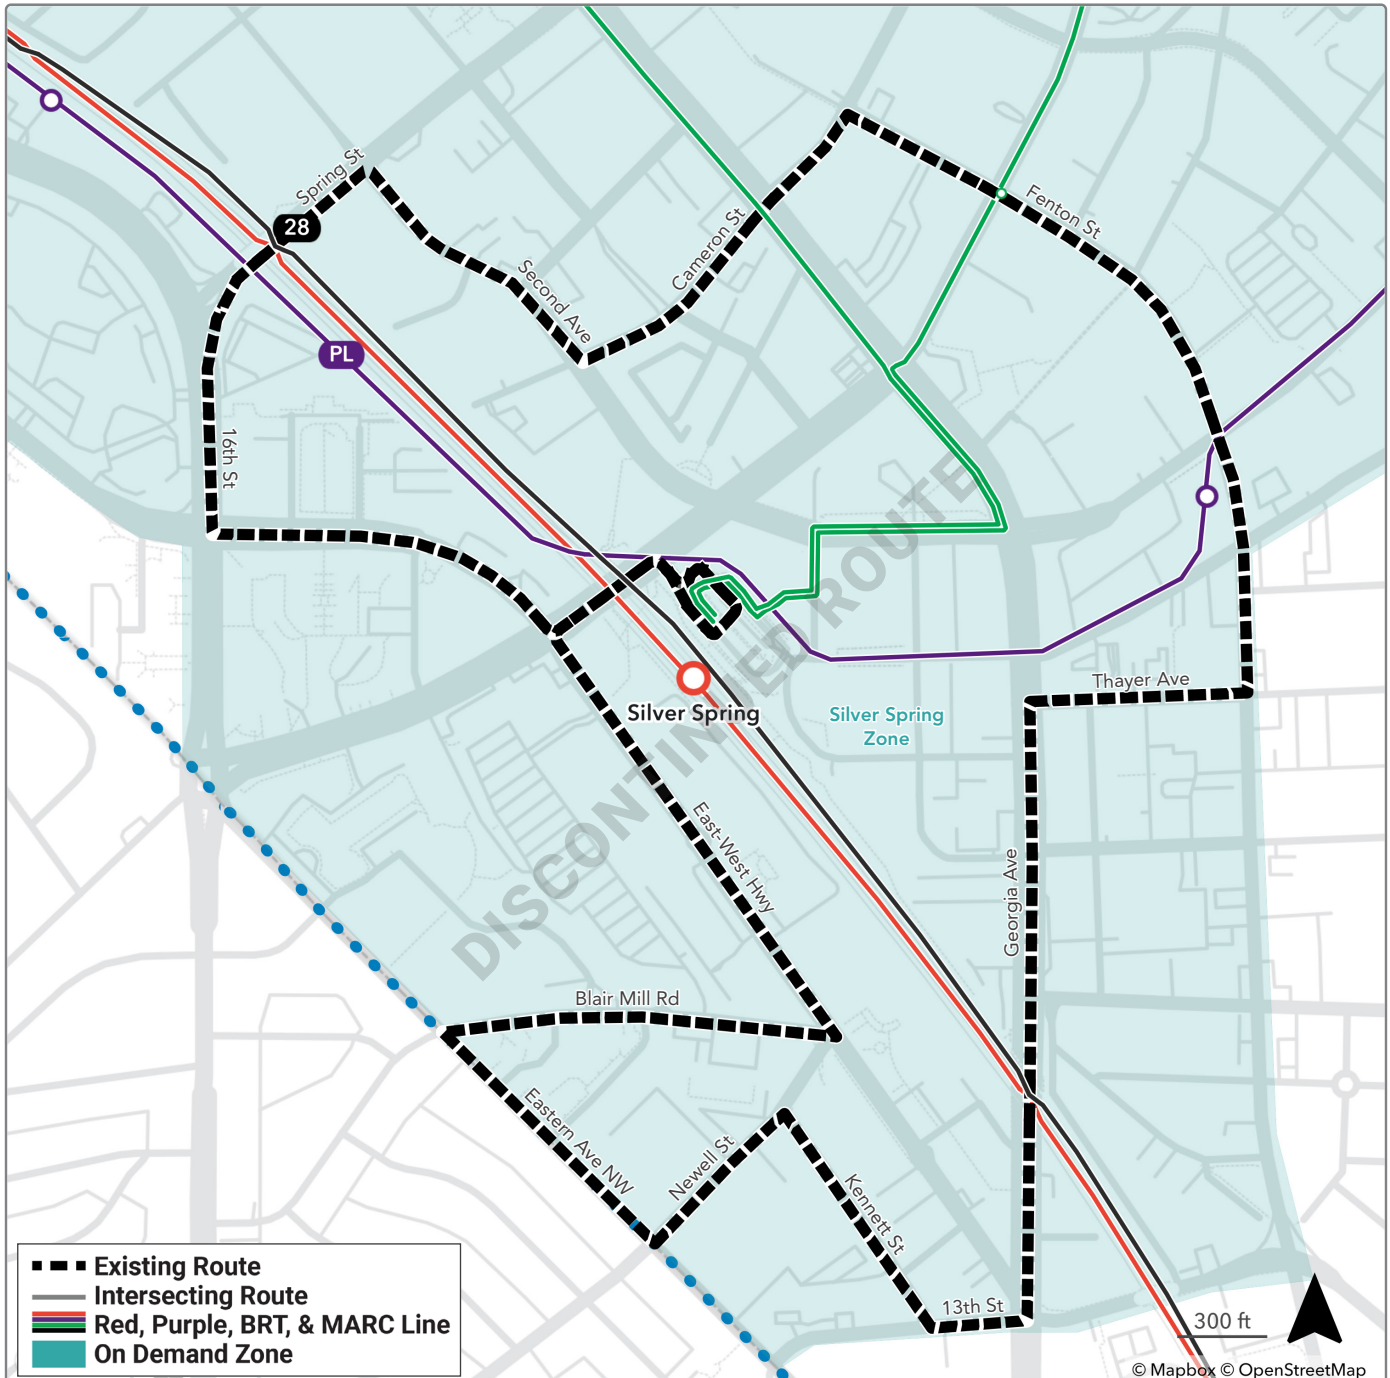 Spring St
28
Fenton St
Cameron St
Second Ave
PL
16th St
DISCONTINUED ROUTE
Thayer Ave
Silver Spring
Silver Spring
Zone
East-West Hwy
Georgia Ave
Blair Mill Rd
Eastern Ave NW
Newell St
Kennett St
13th St
Existing Route
Intersecting Route
Red, Purple, BRT, & MARC Line
On Demand Zone
300 ft
© Mapbox © OpenStreetMap